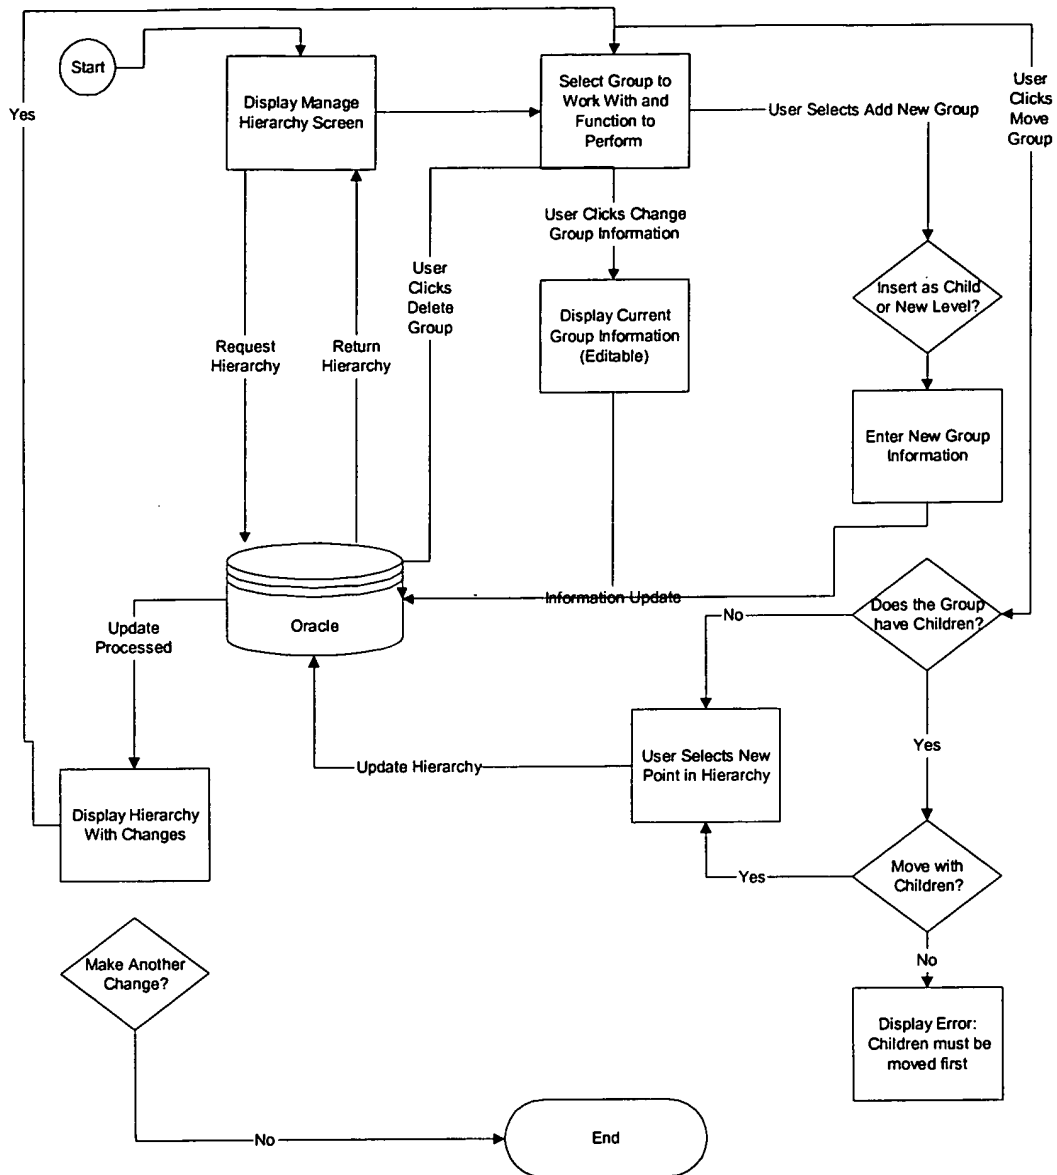 Start
Display Manage
Hierarchy Screen
Select Group to
Work With and
Function to
Perform
User Selects Add New Group
User
Clicks
Move
Group
Yes
User Clicks Change
Group Information
User
Clicks
Delete
Group
Insert as Child
or New Level?
Display Current
Group Information
(Editable)
Request
Hierarchy
Return
Hierarchy
Enter New Group
Information
Information Update
Oracle
Does the Group
have Children?
No
Update
Processed
Yes
User Selects New
Point in Hierarchy
Update Hierarchy
Display Hierarchy
With Changes
Move with
Children?
Yes
No
Make Another
Change?
Display Error:
Children must be
moved first
No
End